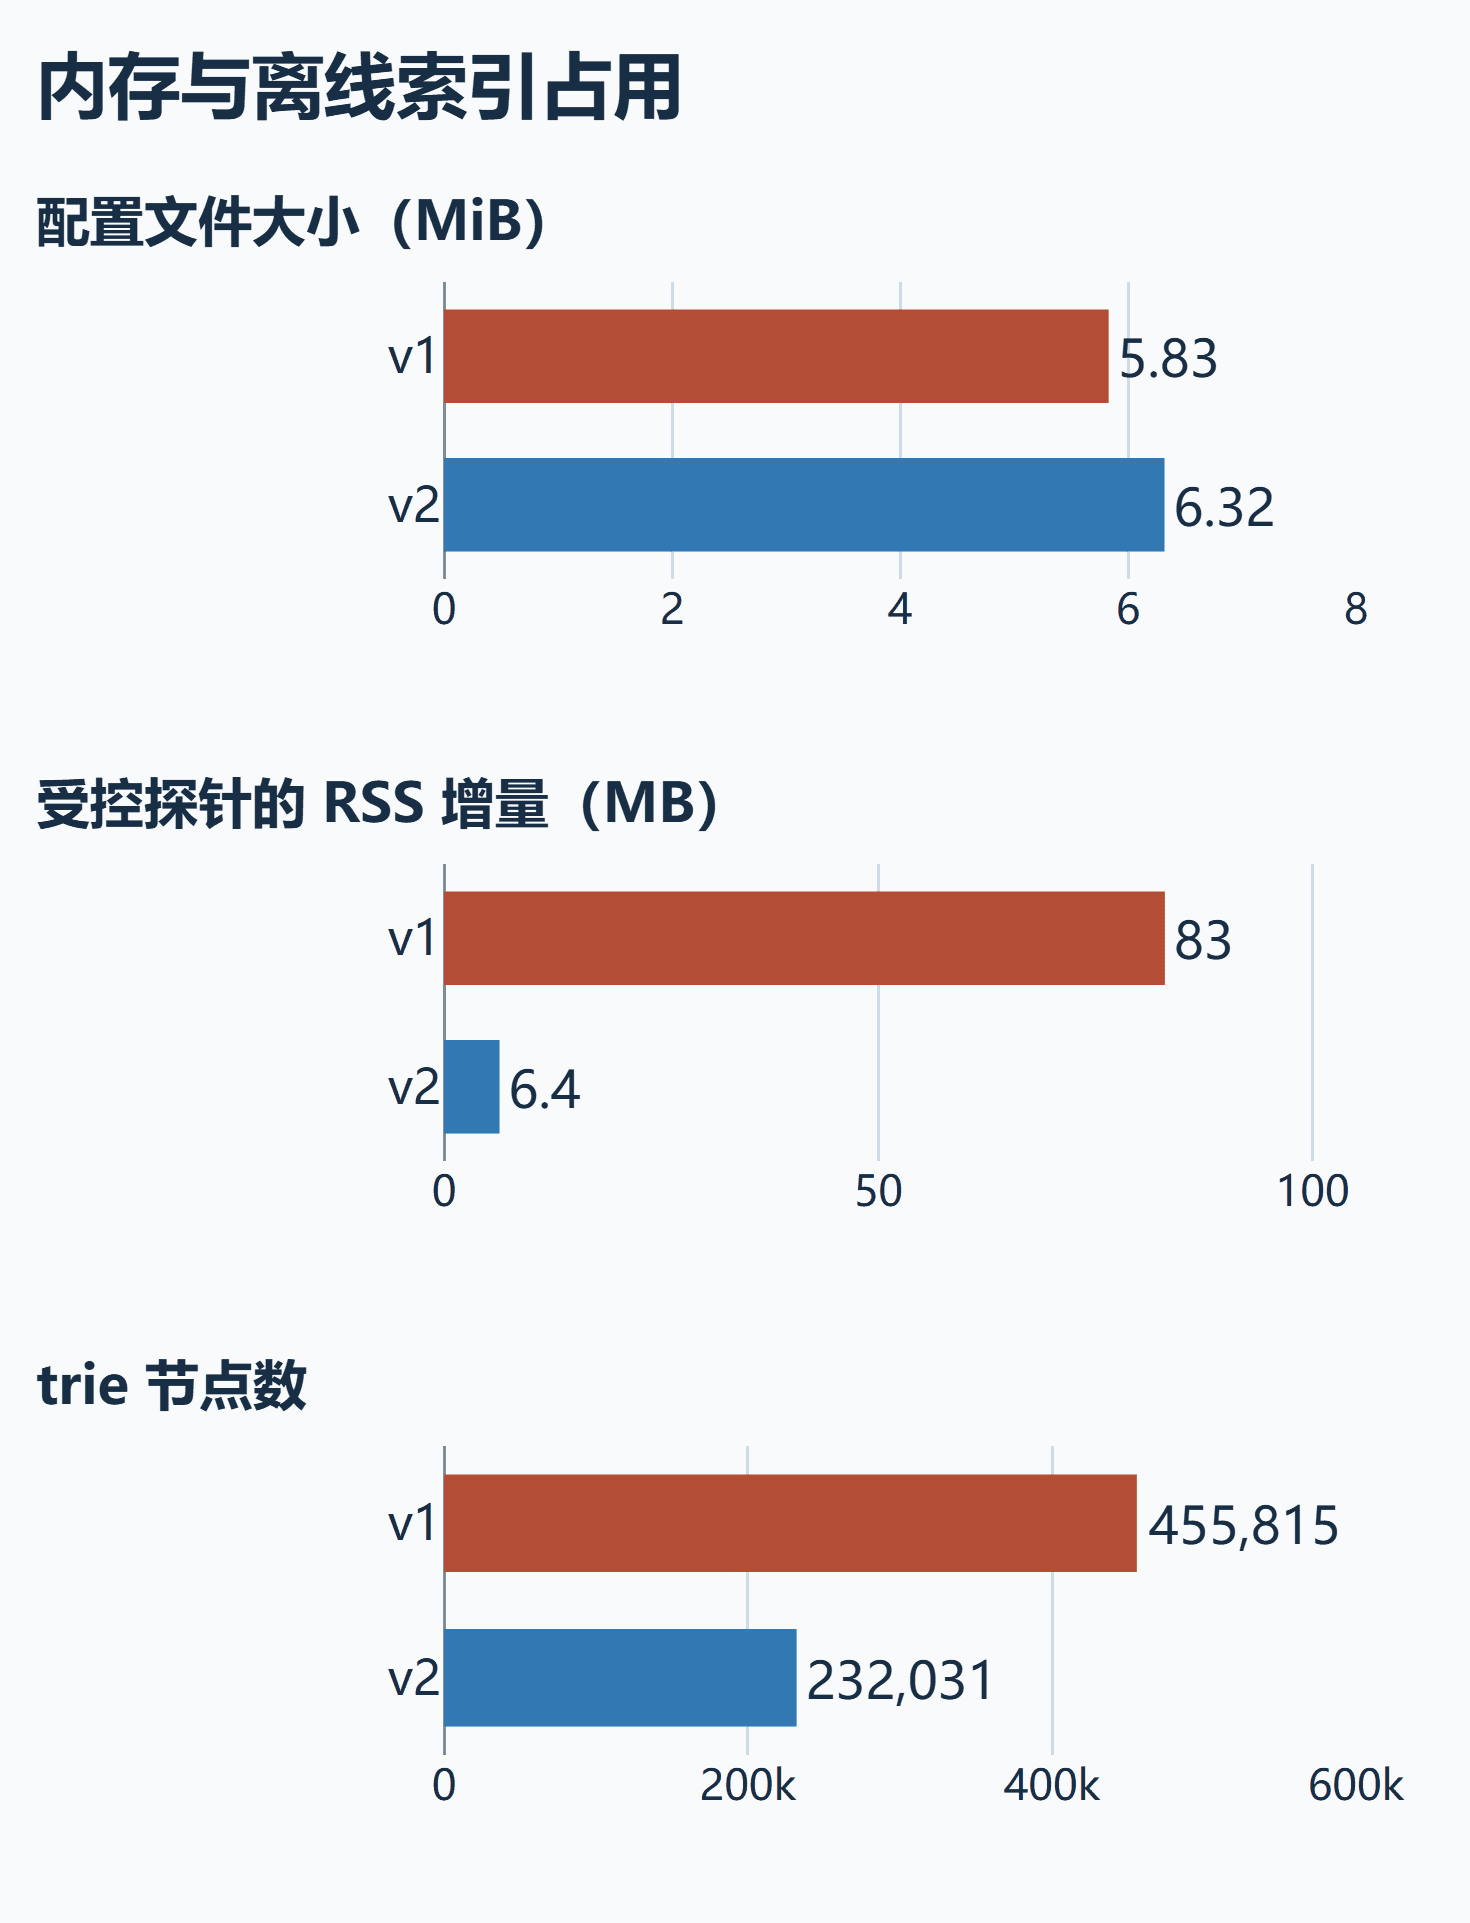 内存与离线索引占用
配置文件大小（MiB）
v1 5.83
v2 6.32
0 2 4 6 8
受控探针的 RSS 增量（MB）
v1 83
v2 6.4
0 50 100
trie 节点数
v1 455,815
v2 232,031
0 200k 400k 600k